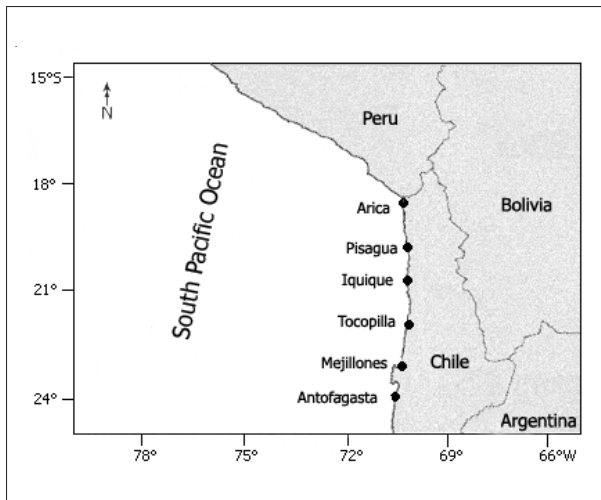 15°S
N
Peru
South Pacific Ocean
18°
Arica
Bolivia
Pisagua
Iquique
21°
Tocopilla
Mejillones
Chile
24°
Antofagasta
Argentina
78°
75°
72°
69°
66°W